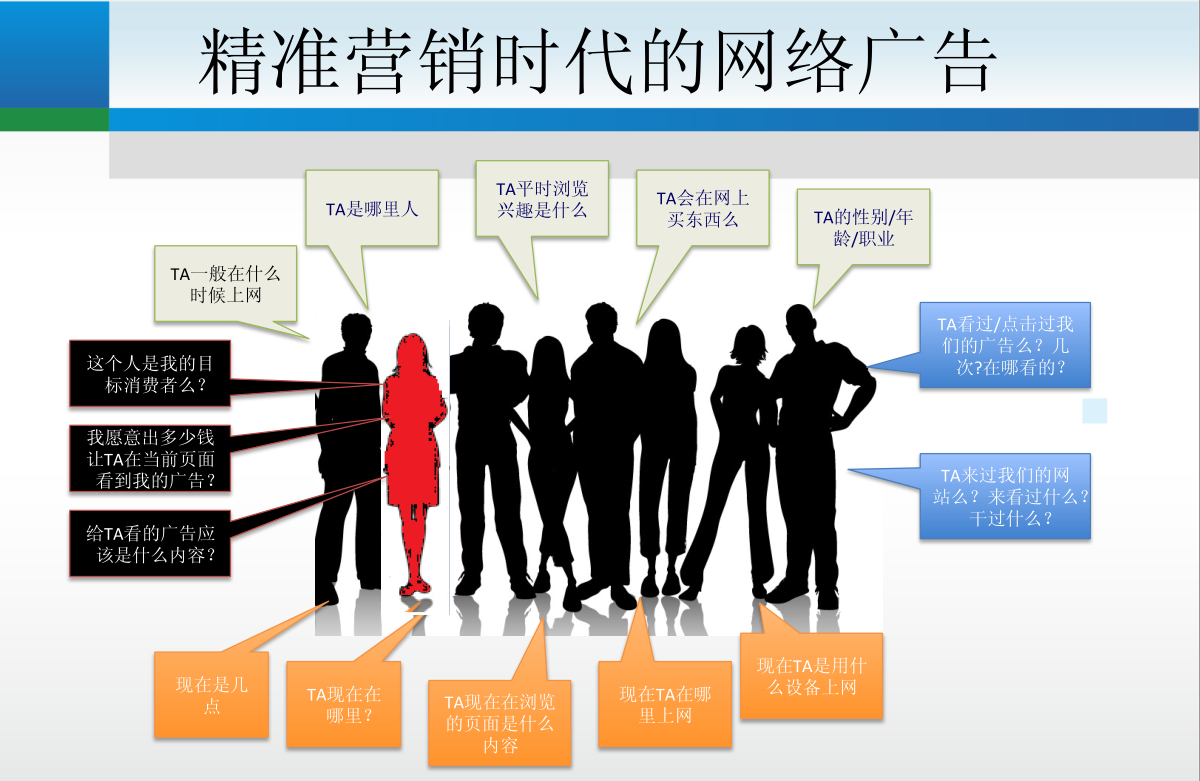 精准营销时代的网络广告
TA一般在什么
时候上网
TA是哪里人
TA平时浏览
兴趣是什么
TA会在网上
买东西么
TA的性别/年
龄/职业
这个人是我的目
标消费者么?
我愿意出多少钱
让TA在当前页面
看到我的广告?
给TA看的广告应
该是什么内容?
TA看过/点击过我
们的广告么? 几
次?在哪看的?
TA来过我们的网
站么? 来看过什么?
干过什么?
现在是几
点
TA现在在
哪里?
TA现在在浏览
的页面是什么
内容
现在TA在哪
里上网
现在TA是用什
么设备上网